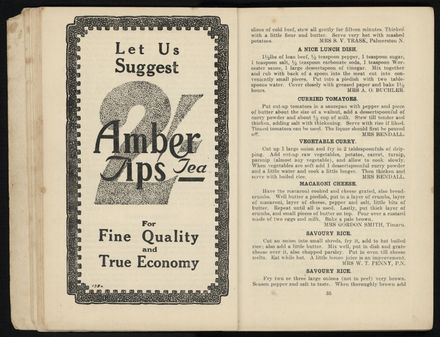 Let Us
Suggest
2/-
Amber
Tips Tea
For
Fine Quality
and
True Economy
slices of cold beef, stew all gently for fifteen minutes. Thicken
with a little flour and butter. Serve very hot with mashed
potatoes. MRS S. V. TRASK, Palmerston N.
A NICE LUNCH DISH.
1½lbs of lean beef, ½ teaspoon pepper, 1 teaspoon sugar,
1 teaspoon salt, ½ teaspoon carbonate soda, 1 teaspoon Wor-
cester sauce, 1 large dessertspoon of vinegar. Mix together
and rub with back of a spoon into the meat cut into con-
veniently small pieces. Put into a piedish with two table-
spoons water. Cover closely with greased paper and bake 1½
hours. MRS A. O. BUCHLER.
CURRIED TOMATOES.
Put cut-up tomatoes in a saucepan with pepper and piece
of butter about the size of a walnut, add a dessertspoonful of
curry powder and about ½ cup of milk. Stew till tender and
thicken, adding salt with thickening. Serve with rice if liked.
Tinned tomatoes can be used. The liquor should first be poured
off. MRS BENDALL.
VEGETABLE CURRY.
Cut up 1 large onion and fry in 2 tablespoonfuls of drip-
ping. Add cut-up raw vegetables, potato, carrot, turnip,
parsnip (almost any vegetable), and allow to cook slowly.
When vegetables are soft add 1 dessertspoonful curry powder
and a little water and cook a little longer. Then thicken and
serve with boiled rice. MRS BENDALL.
MACARONI CHEESE.
Have the macaroni cooked and cheese grated, also bread-
crumbs. Well butter a piedish, put in a layer of crumbs, layer
of macaroni, layer of cheese, pepper and salt, little bits of
butter. Repeat until all is used. Lastly, put thick layer of
crumbs, and small pieces of butter on top. Pour over a custard
made of two eggs and milk. Bake a pale brown.
MRS GORDON SMITH, Timaru.
SAVOURY RICE.
Cut an onion into small shreds, fry it, add to hot boiled
rice; also add a little butter. Mix well, put in dish and grate
cheese over it, also chopped parsley. Put in oven till cheese
melts. Eat while hot. A little lemon juice is an improvement.
MRS W. T. PENNY, P.N.
SAVOURY RICE.
Fry two or three large onions (not to peel) very brown.
Season pepper and salt to taste. When thoroughly brown add